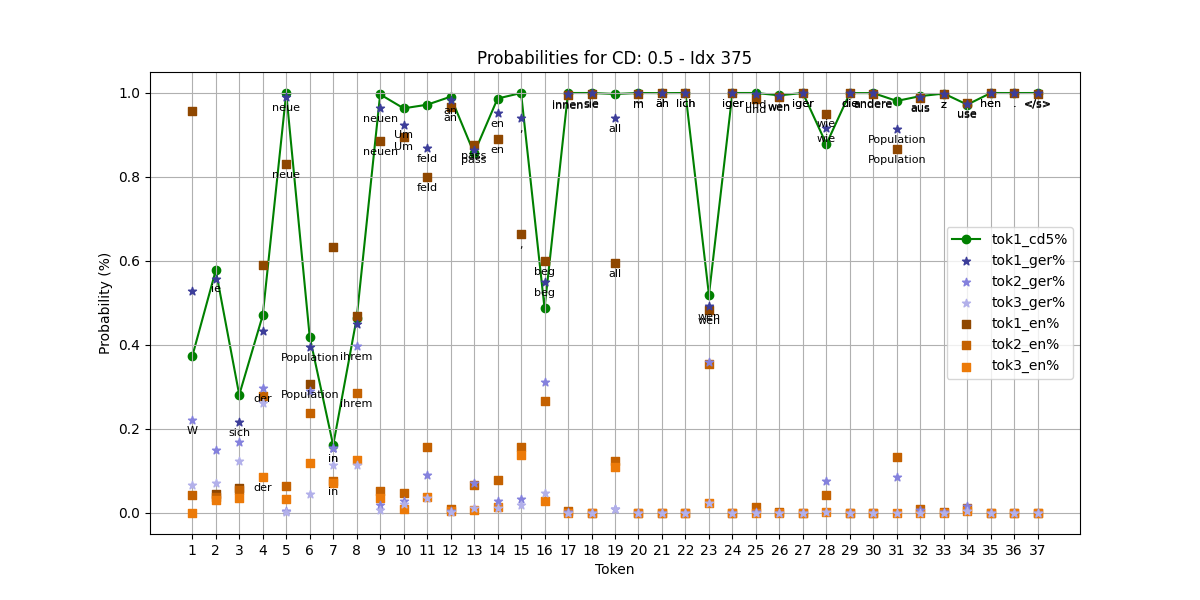 Probabilities for CD: 0.5 - Idx 375
Probability (%)
1.0
0.8
0.6
0.4
0.2
0.0
W
ie
sich
der
der
neue
neue
Population
Population
in
in
ihrem
ihrem
neuen
neuen
Um
Um
feld
feld
an
an
pass
pass
en
en
,
,
beg
beg
Innen
sie
all
all
m
äh
lich
wen
wen
iger
und
und
wen
iger
wie
wie
die
andere
Population
Population
aus
aus
z
use
use
hen
.
</s>
tok1_cd5%
tok1_ger%
tok2_ger%
tok3_ger%
tok1_en%
tok2_en%
tok3_en%
1 2 3 4 5 6 7 8 9 10 11 12 13 14 15 16 17 18 19 20 21 22 23 24 25 26 27 28 29 30 31 32 33 34 35 36 37
Token